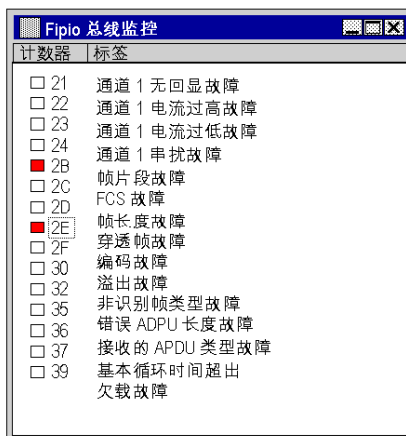 Fipio 总线监控
计数器 标签
21 通道 1 无回显故障
22 通道 1 电流过高故障
23 通道 1 电流过低故障
24 通道 1 串扰故障
2B 帧片段故障
2C FCS 故障
2D 帧长度故障
2E 穿透帧故障
2F 编码故障
30 溢出故障
32 非识别帧类型故障
35 错误 ADPU 长度故障
36 接收的 APDU 类型故障
37 基本循环时间超出
39 欠载故障